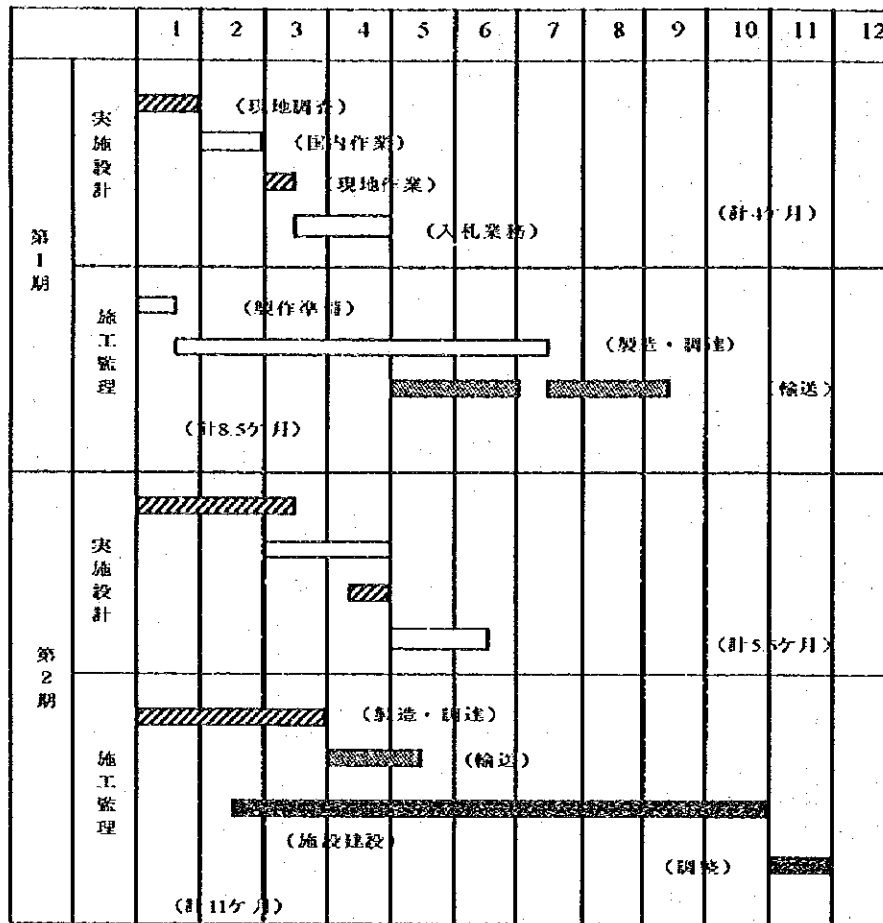 1 2 3 4 5 6 7 8 9 10 11 12
第1期
実施設計
（現地調査）
（国内作業）
（現地作業）
（入札業務）
（計4ケ月）
施工監理
（製作準備）
（製造・調達）
（輸送）
（計8.5ケ月）
第2期
実施設計
（計5.5ケ月）
施工監理
（製造・調達）
（輸送）
（施設建設）
（調整）
（計11ケ月）